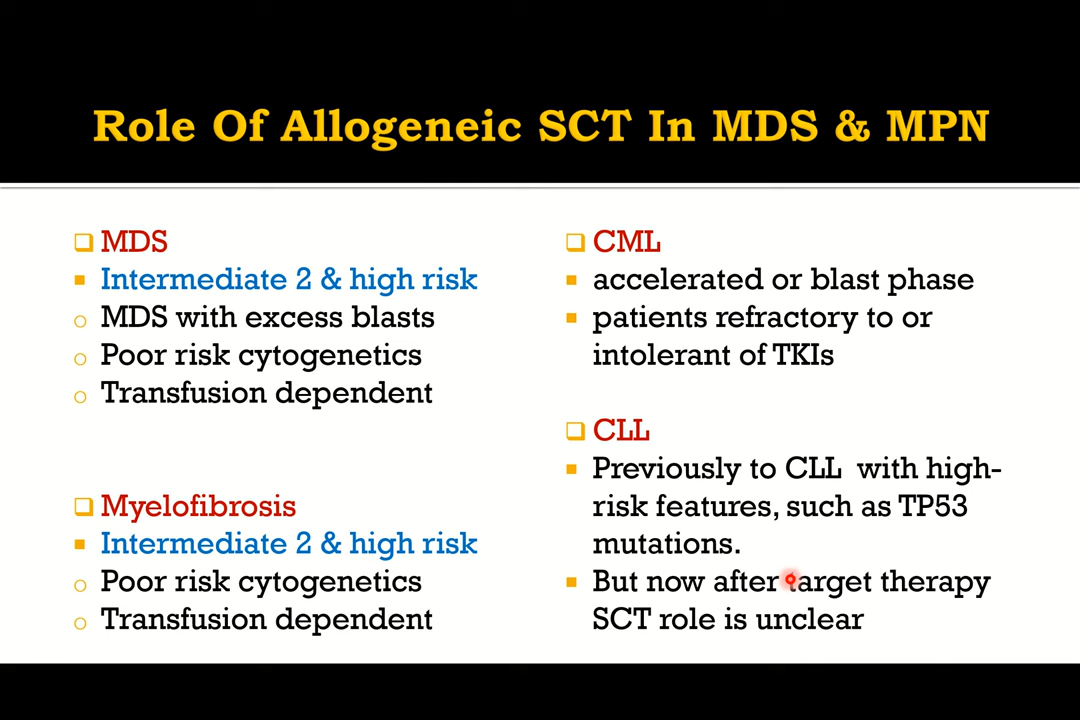 Role Of Allogeneic SCT In MDS & MPN
MDS
Intermediate 2 & high risk
MDS with excess blasts
Poor risk cytogenetics
Transfusion dependent
Myelofibrosis
Intermediate 2 & high risk
Poor risk cytogenetics
Transfusion dependent
CML
accelerated or blast phase
patients refractory to or
intolerant of TKIs
CLL
Previously to CLL with high-
risk features, such as TP53
mutations.
But now after target therapy
SCT role is unclear